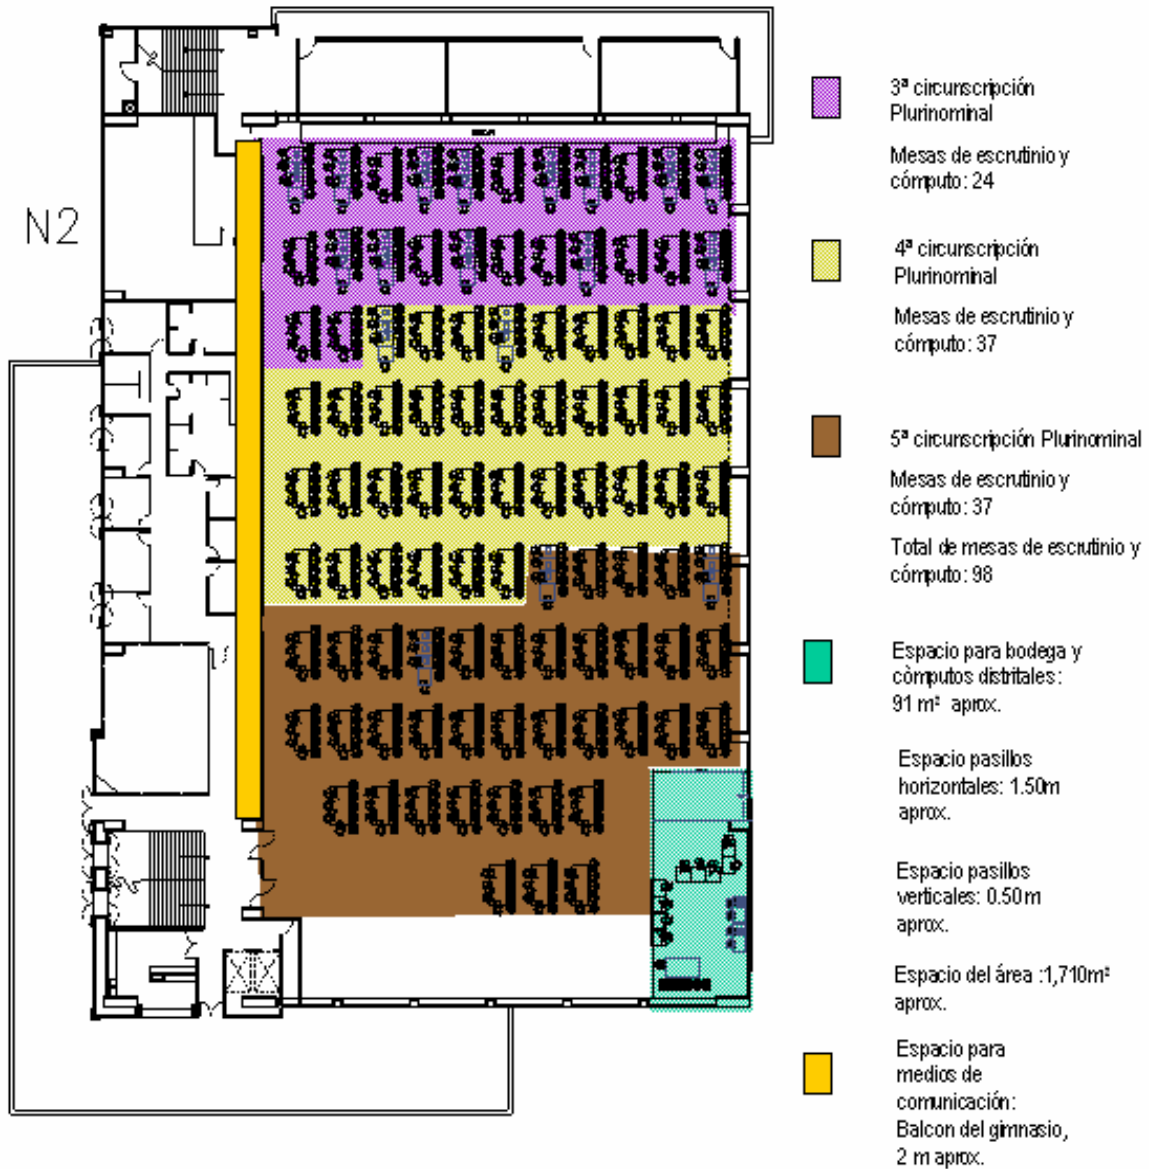 N2
3ª circunscripción
Plurinominal
Mesas de escrutinio y
cómputo: 24
4ª circunscripción
Plurinominal
Mesas de escrutinio y
cómputo: 37
5ª circunscripción Plurinominal
Mesas de escrutinio y
cómputo: 37
Total de mesas de escrutinio y
cómputo: 98
Espacio para bodega y
còmputos distritales:
91 m² aprox.
Espacio pasillos
horizontales: 1.50m
aprox.
Espacio pasillos
verticales: 0.50 m
aprox.
Espacio del área :1,710m²
aprox.
Espacio para
medios de
comunicación:
Balcon del gimnasio,
2 m aprox.